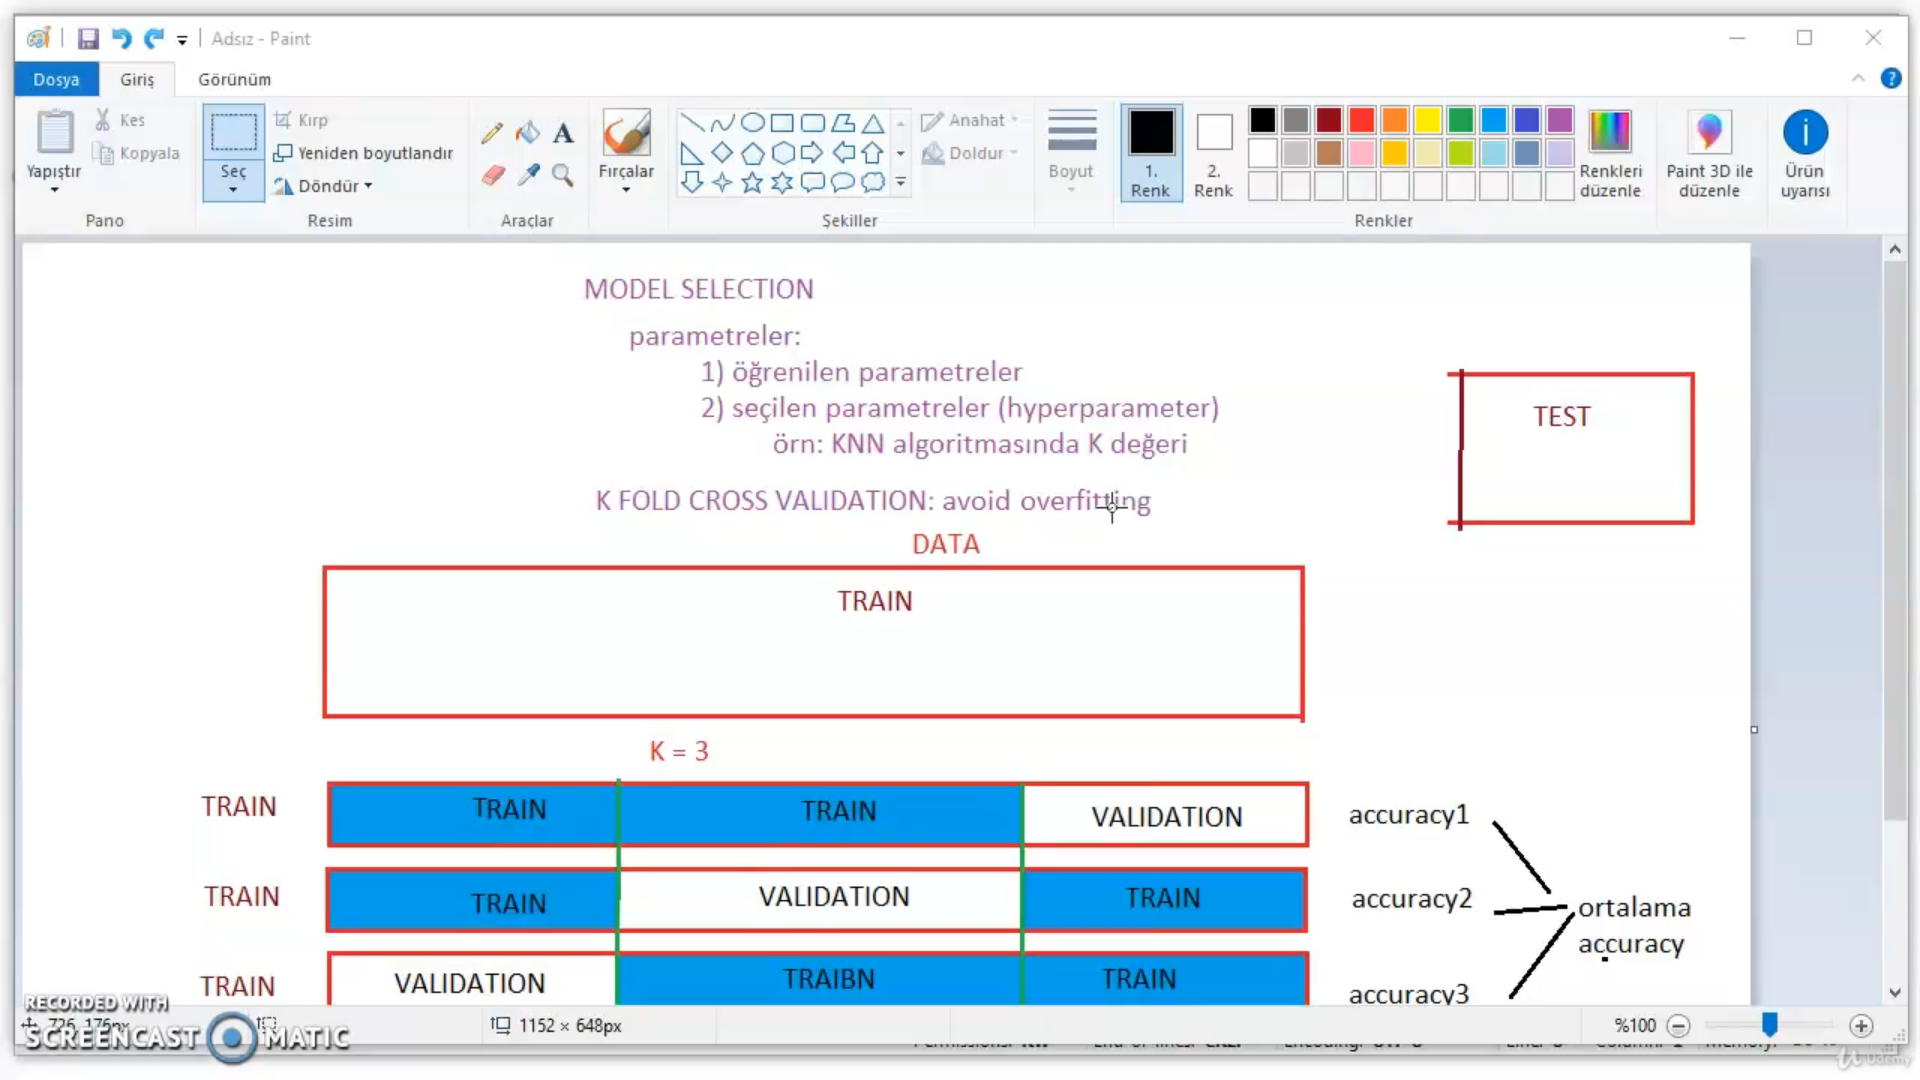 Adsız - Paint
Dosya Giriş Görünüm
Yapıştır
Kes
Kopyala
Pano
Seç
Kırp
Yeniden boyutlandır
Döndür
Resim
A
Araçlar
Fırçalar
Şekiller
Anahat
Doldur
Boyut
1.
Renk
2.
Renk
Renkler
Renkleri
düzenle
Paint 3D ile
düzenle
Ürün
uyarısı
MODEL SELECTION
parametreler:
1) öğrenilen parametreler
2) seçilen parametreler (hyperparameter)
örn: KNN algoritmasında K değeri
TEST
K FOLD CROSS VALIDATION: avoid overfitting
DATA
TRAIN
K = 3
TRAIN TRAIN TRAIN VALIDATION accuracy1
TRAIN TRAIN VALIDATION TRAIN accuracy2
ortalama
accuracy
TRAIN VALIDATION TRAIBN TRAIN accuracy3
RECORDED WITH
SCREENCAST MATIC
726, 176px
1152 × 648px
%100
Udemy